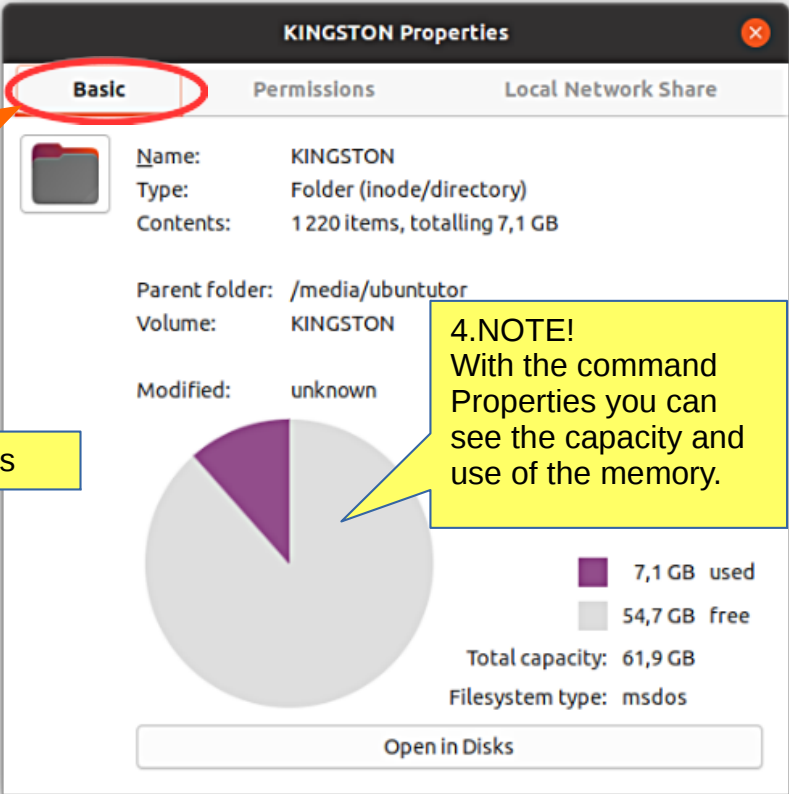 KINGSTON Properties
Basic Permissions Local Network Share
Name: KINGSTON
Type: Folder (inode/directory)
Contents: 1 220 items, totalling 7,1 GB
Parent folder: /media/ubuntutor
Volume: KINGSTON
Modified: unknown
4.NOTE!
With the command
Properties you can
see the capacity and
use of the memory.
s
7,1 GB used
54,7 GB free
Total capacity: 61,9 GB
Filesystem type: msdos
Open in Disks